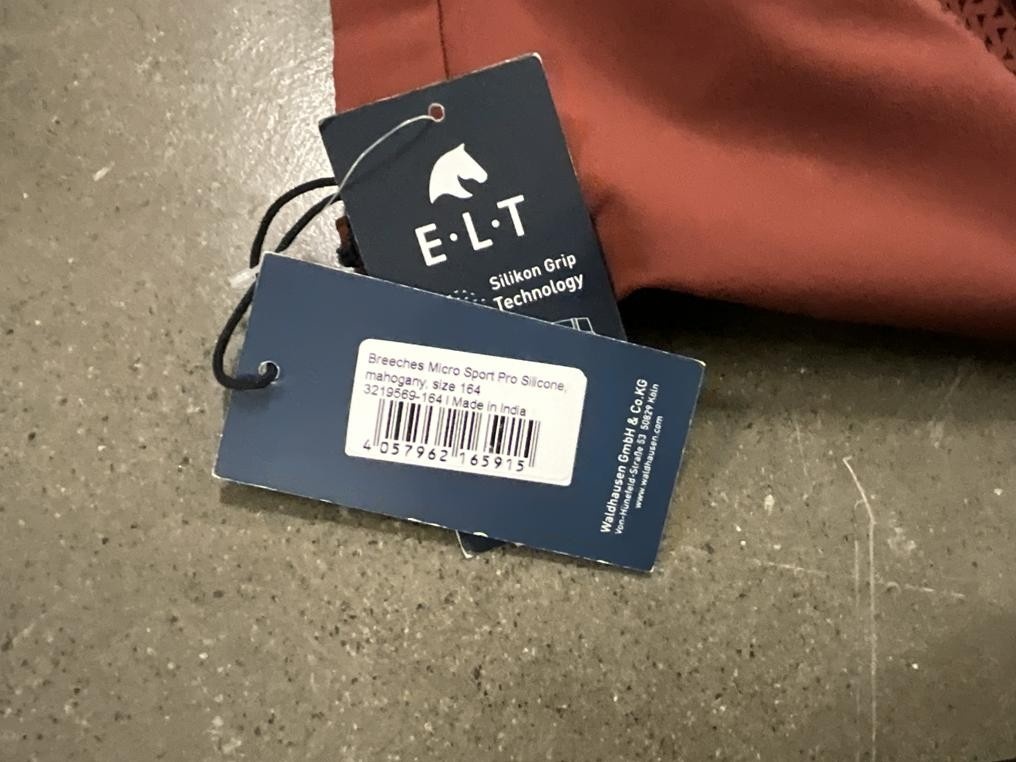 E·L·T
Silikon Grip
Technology
Breeches Micro Sport Pro Silicone,
mahogany, size 164
3219569-164 | Made in India
4 057962 165915
Waldhausen GmbH & Co.KG
Von-Hünefeld-Straße 53 50829 Köln
www.waldhausen.com